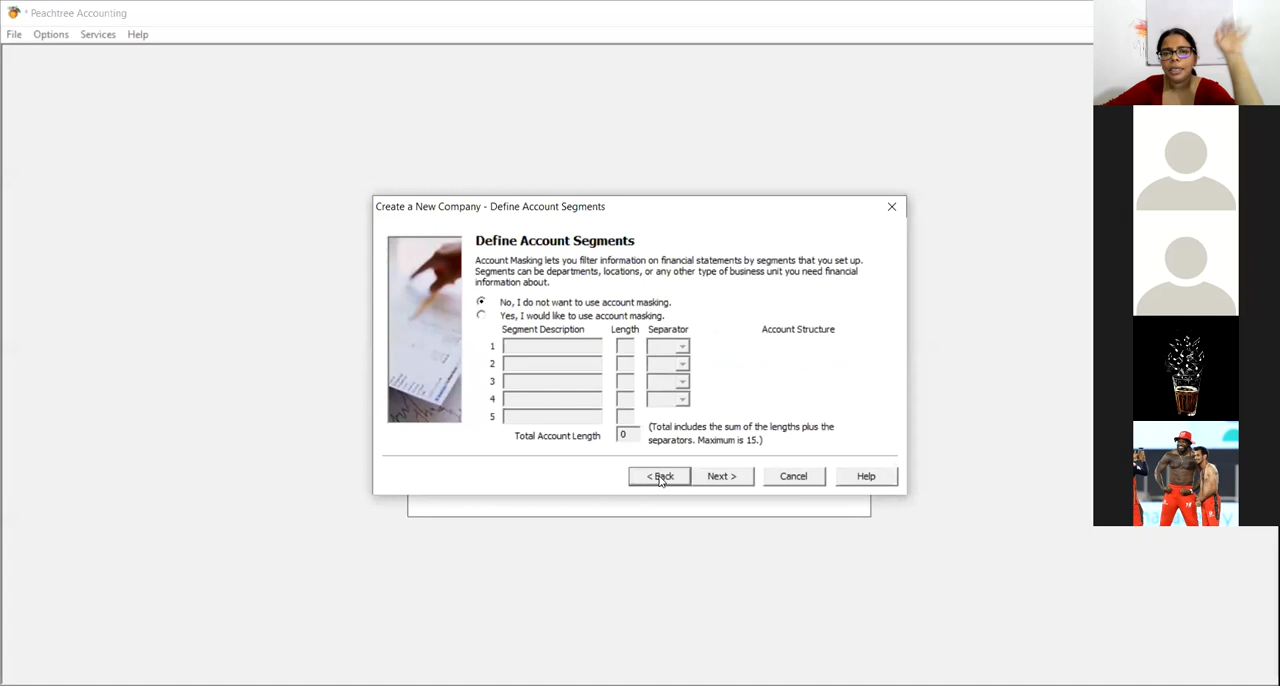 * Peachtree Accounting
File Options Services Help
Create a New Company - Define Account Segments
Define Account Segments
Account Masking lets you filter information on financial statements by segments that you set up.
Segments can be departments, locations, or any other type of business unit you need financial
information about.
No, I do not want to use account masking.
Yes, I would like to use account masking.
Segment Description Length Separator Account Structure
1
2
3
4
5
Total Account Length 0 (Total includes the sum of the lengths plus the
separators. Maximum is 15.)
< Back Next > Cancel Help